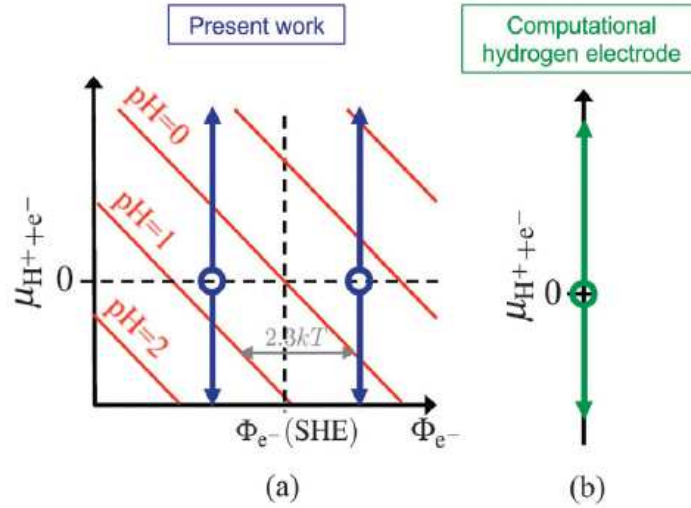 Present work
Computational
hydrogen electrode
pH=0
pH=1
pH=2
μH⁺+e⁻
0
2.3kT
Φe⁻(SHE)
Φe⁻
(a)
μH⁺+e⁻
0
(b)